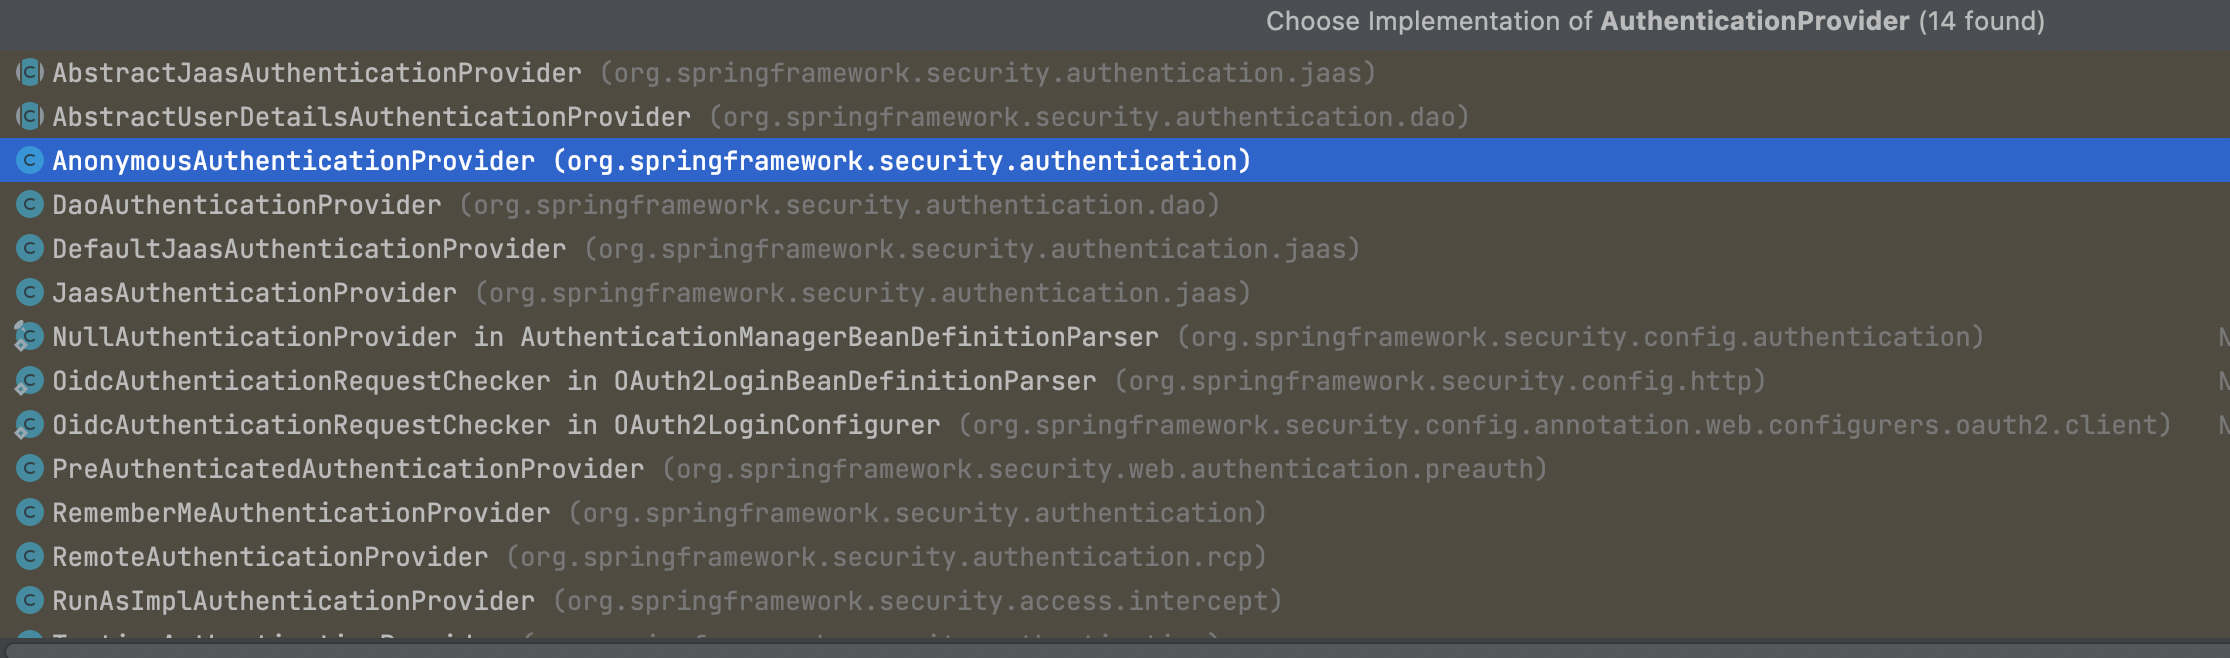 Choose Implementation of AuthenticationProvider (14 found)
AbstractJaasAuthenticationProvider (org.springframework.security.authentication.jaas)
AbstractUserDetailsAuthenticationProvider (org.springframework.security.authentication.dao)
AnonymousAuthenticationProvider (org.springframework.security.authentication)
DaoAuthenticationProvider (org.springframework.security.authentication.dao)
DefaultJaasAuthenticationProvider (org.springframework.security.authentication.jaas)
JaasAuthenticationProvider (org.springframework.security.authentication.jaas)
NullAuthenticationProvider in AuthenticationManagerBeanDefinitionParser (org.springframework.security.config.authentication)
OidcAuthenticationRequestChecker in OAuth2LoginBeanDefinitionParser (org.springframework.security.config.http)
OidcAuthenticationRequestChecker in OAuth2LoginConfigurer (org.springframework.security.config.annotation.web.configurers.oauth2.client)
PreAuthenticatedAuthenticationProvider (org.springframework.security.web.authentication.preauth)
RememberMeAuthenticationProvider (org.springframework.security.authentication)
RemoteAuthenticationProvider (org.springframework.security.authentication.rcp)
RunAsImplAuthenticationProvider (org.springframework.security.access.intercept)